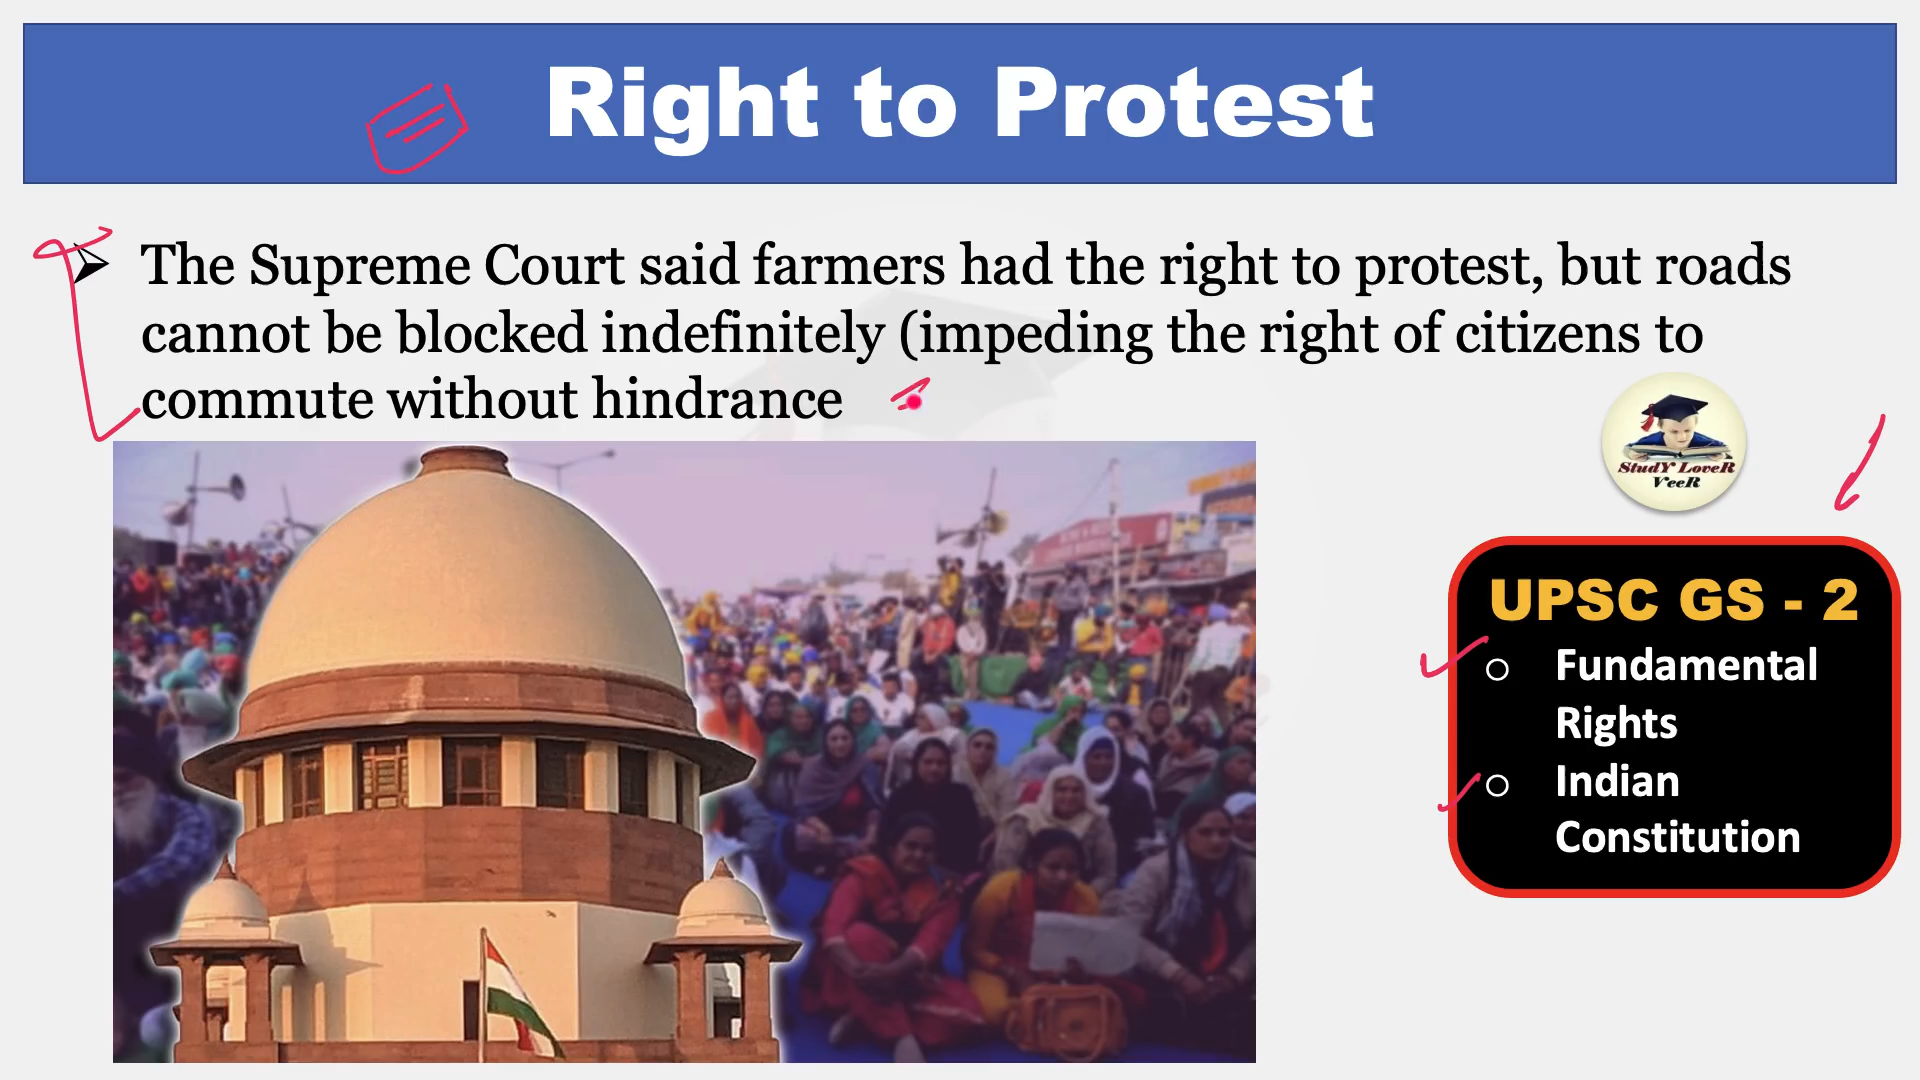 Right to Protest
➢ The Supreme Court said farmers had the right to protest, but roads
cannot be blocked indefinitely (impeding the right of citizens to
commute without hindrance
StudY LoveR
VeeR
UPSC GS - 2
○ Fundamental
Rights
○ Indian
Constitution